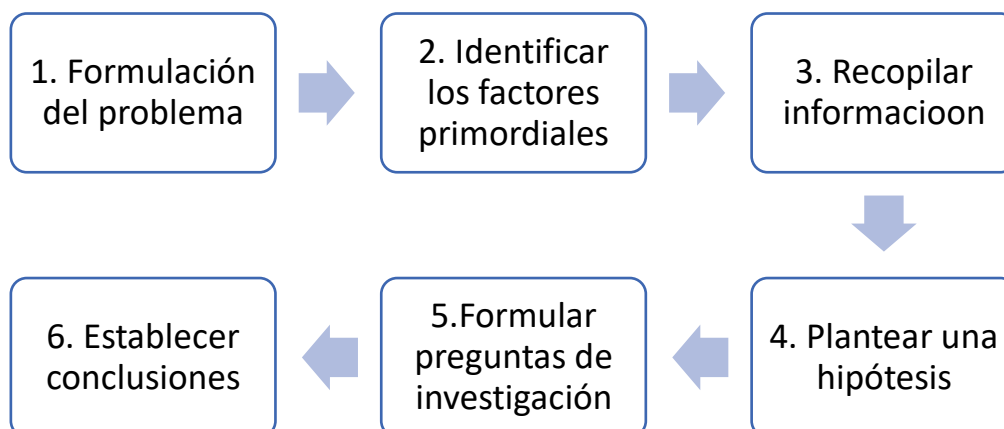 1. Formulación
del problema
2. Identificar
los factores
primordiales
3. Recopilar
informacioon
4. Plantear una
hipótesis
5.Formular
preguntas de
investigación
6. Establecer
conclusiones